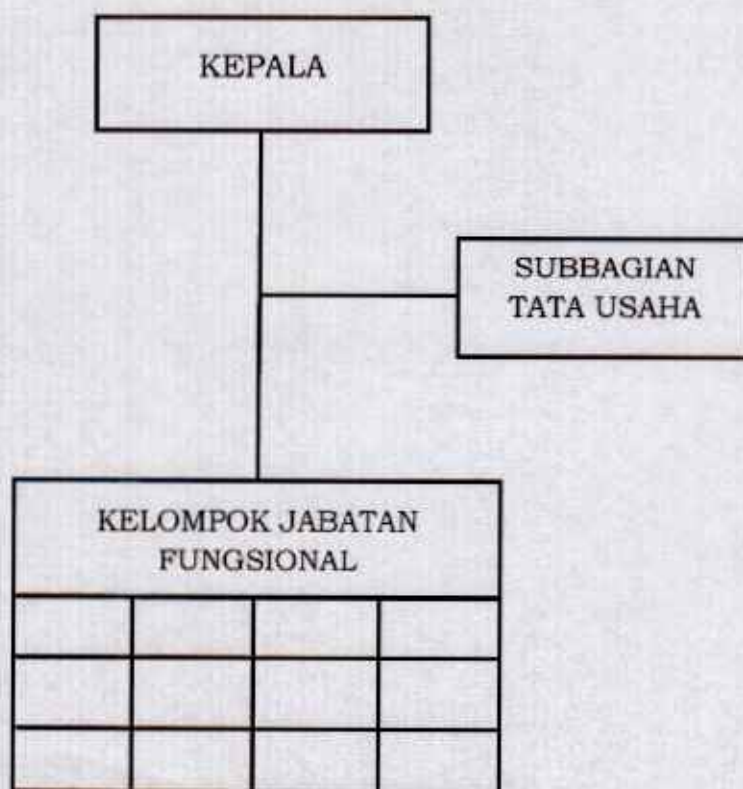 KEPALA
SUBBAGIAN
TATA USAHA
KELOMPOK JABATAN
FUNGSIONAL